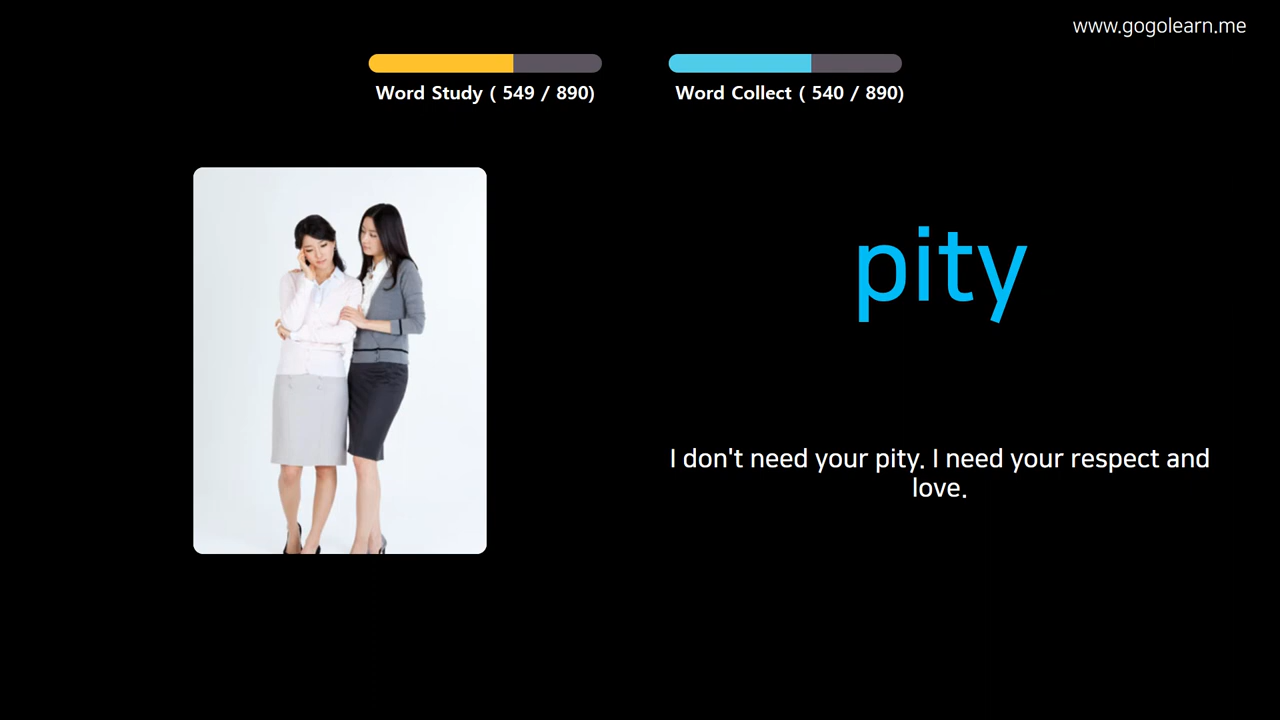 www.gogolearn.me
Word Study ( 549 / 890)
Word Collect ( 540 / 890)
pity
I don't need your pity. I need your respect and
love.